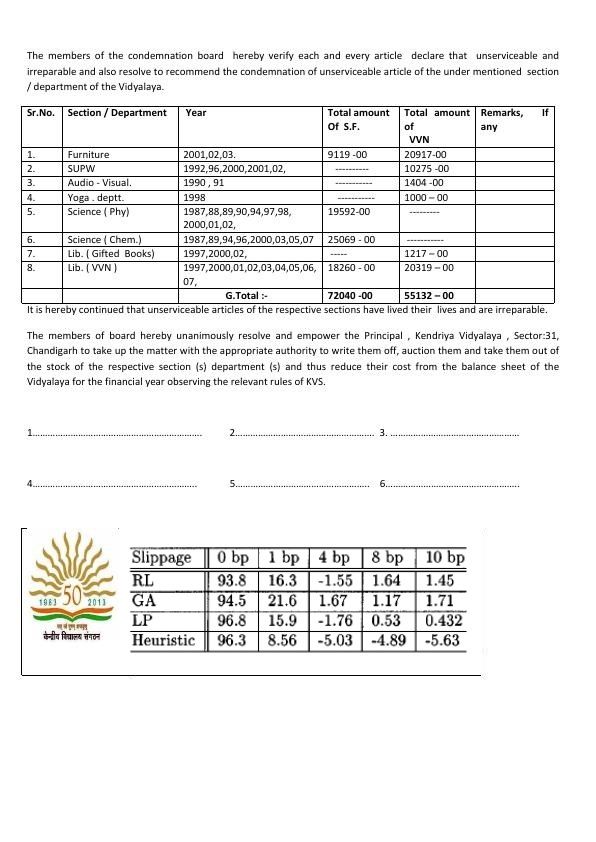 The members of the condemnation board hereby verify each and every article declare that unserviceable and
irreparable and also resolve to recommend the condemnation of unserviceable article of the under mentioned section
/ department of the Vidyalaya.
Sr.No. Section / Department Year Total amount Total amount Remarks, If
Of S.F. of any
VVN
1. Furniture 2001,02,03. 9119 -00 20917-00
2. SUPW 1992,96,2000,2001,02, ---------- 10275 -00
3. Audio - Visual. 1990 , 91 ----------- 1404 -00
4. Yoga . deptt. 1998 ----------- 1000 – 00
5. Science ( Phy) 1987,88,89,90,94,97,98, 19592-00 ---------
2000,01,02,
6. Science ( Chem.) 1987,89,94,96,2000,03,05,07 25069 - 00 -----------
7. Lib. ( Gifted Books) 1997,2000,02, ----- 1217 – 00
8. Lib. ( VVN ) 1997,2000,01,02,03,04,05,06, 18260 - 00 20319 – 00
07,
G.Total :- 72040 -00 55132 – 00
It is hereby continued that unserviceable articles of the respective sections have lived their lives and are irreparable.
The members of board hereby unanimously resolve and empower the Principal , Kendriya Vidyalaya , Sector:31,
Chandigarh to take up the matter with the appropriate authority to write them off, auction them and take them out of
the stock of the respective section (s) department (s) and thus reduce their cost from the balance sheet of the
Vidyalaya for the financial year observing the relevant rules of KVS.
1………………………………………………………. 2……………………………………………… 3. ……………………………………………
4………………………………………………………. 5……………………………………………… 6……………………………………………..
Slippage 0 bp 1 bp 4 bp 8 bp 10 bp
RL 93.8 16.3 -1.55 1.64 1.45
GA 94.5 21.6 1.67 1.17 1.71
LP 96.8 15.9 -1.76 0.53 0.432
Heuristic 96.3 8.56 -5.03 -4.89 -5.63
1963 50 2013
केन्द्रीय विद्यालय संगठन